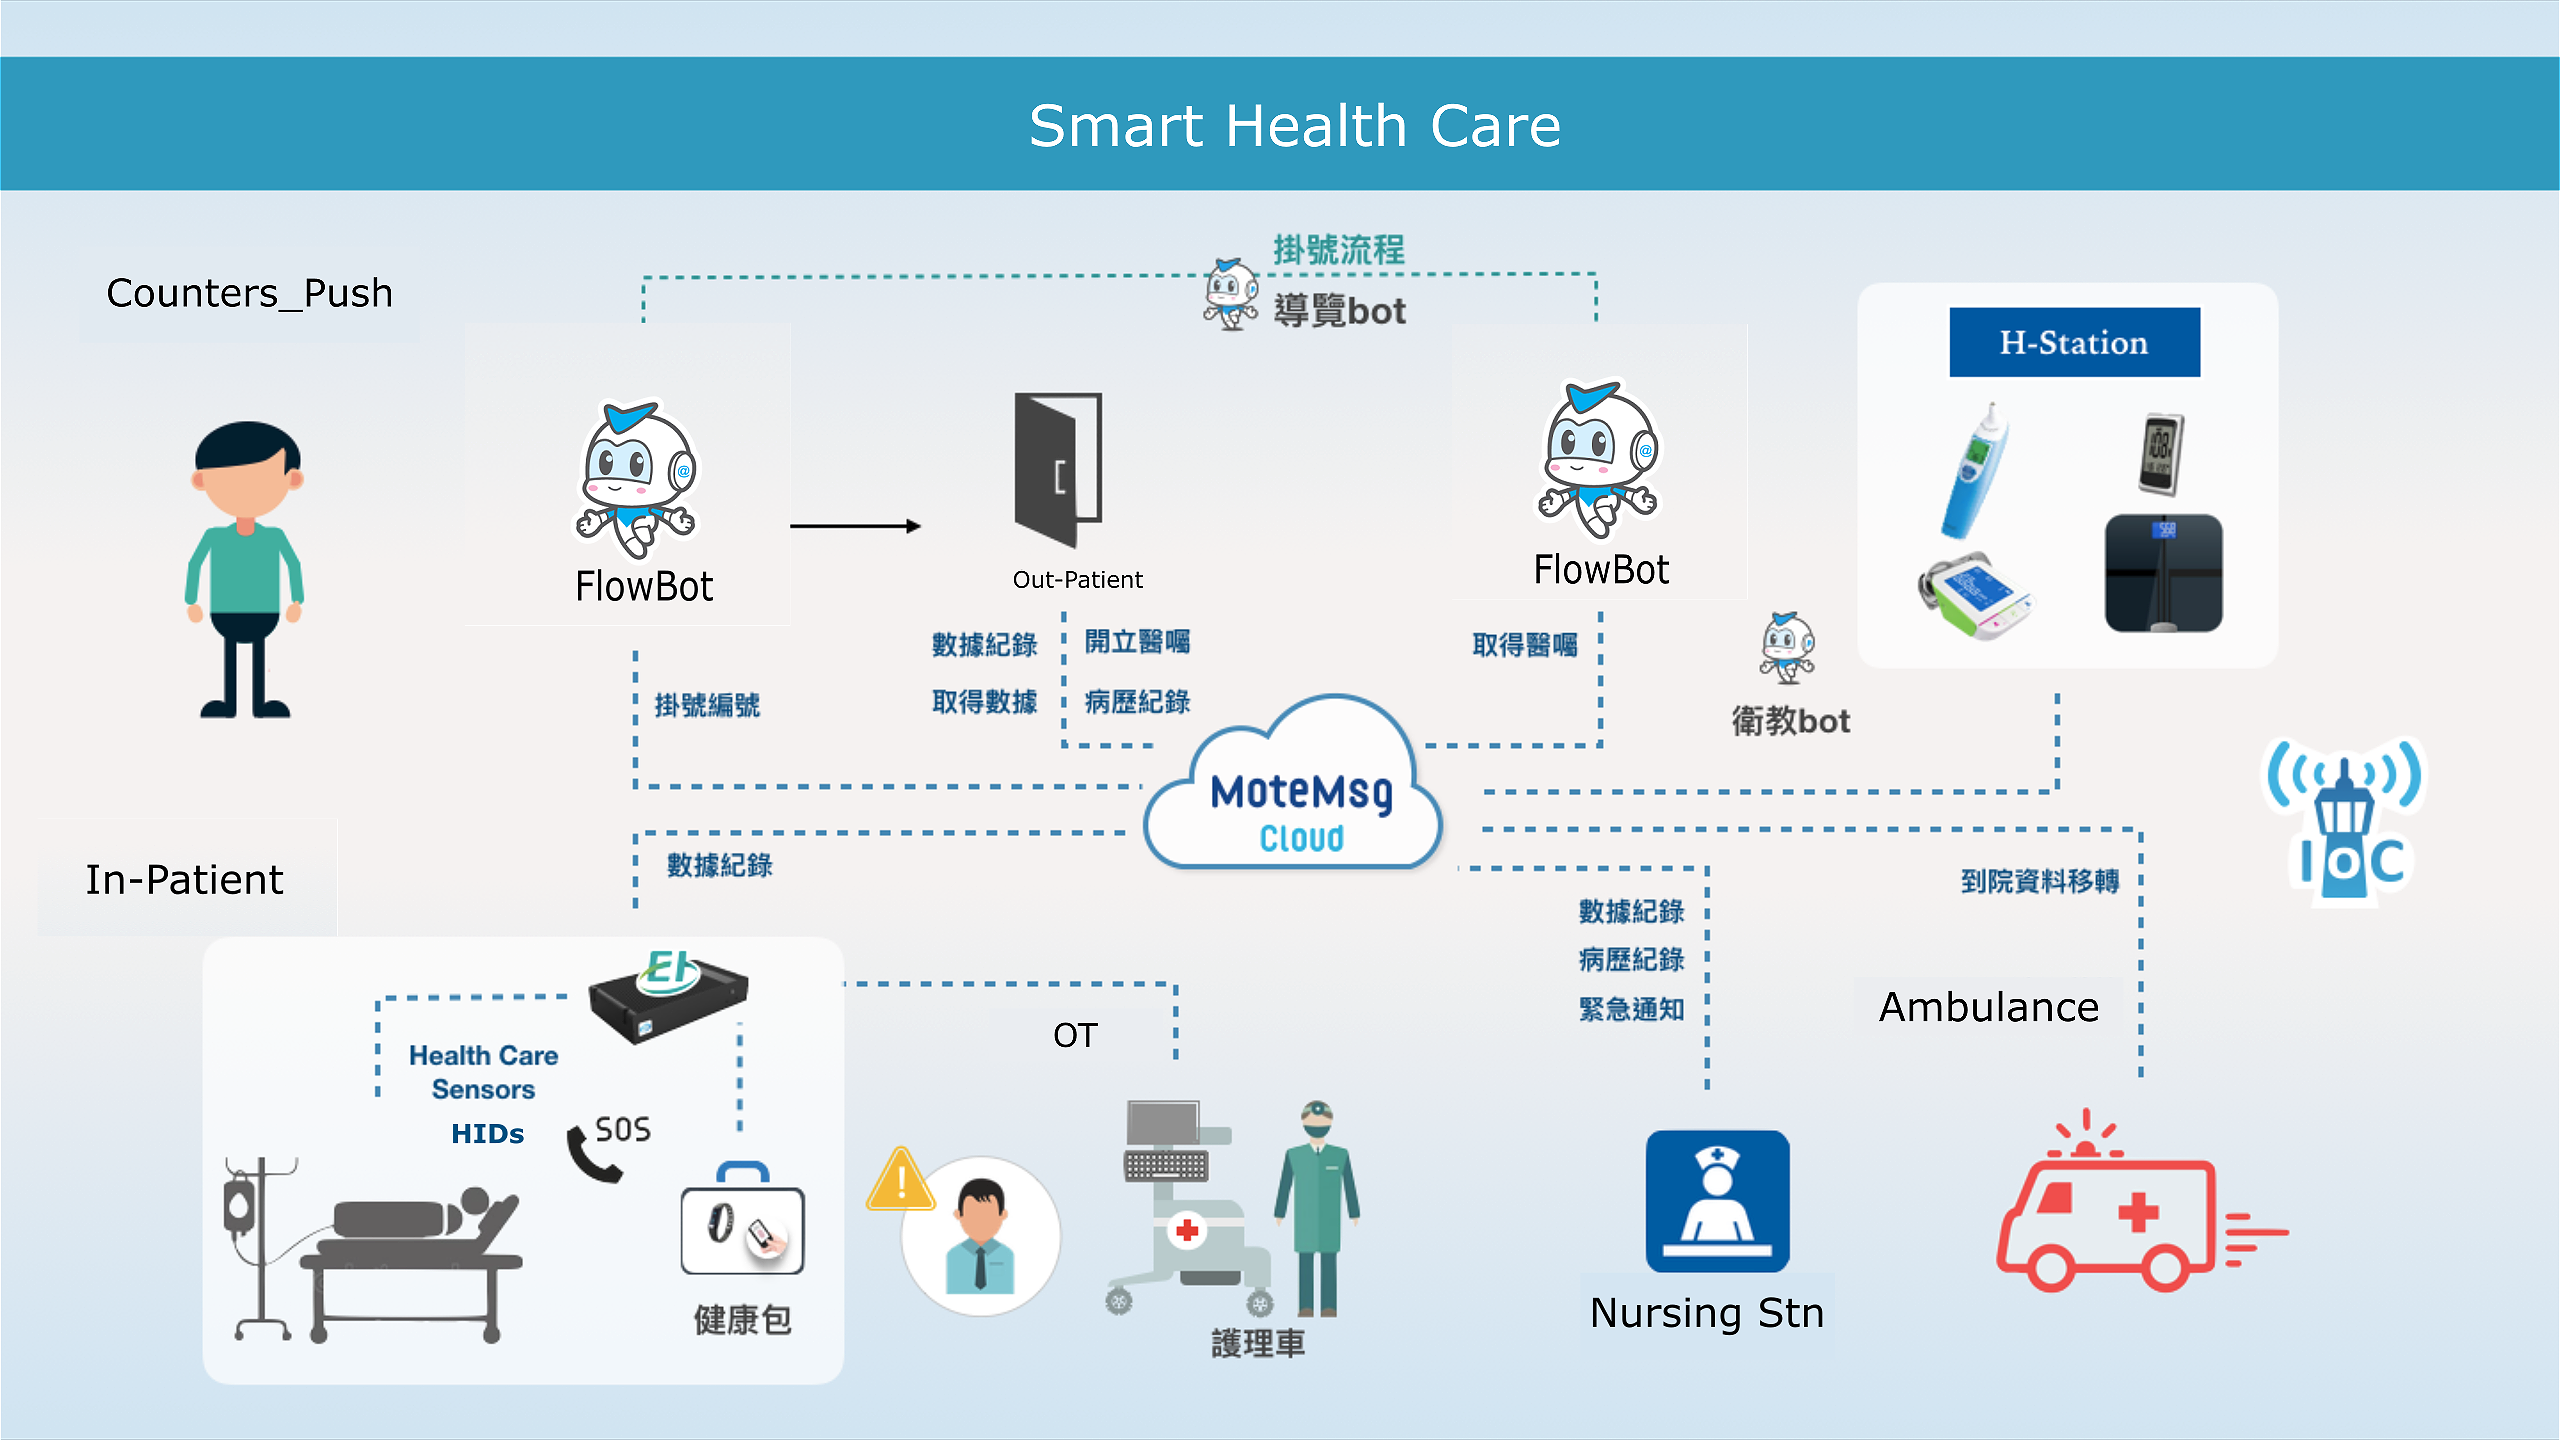 Smart Health Care
掛號流程
導覽bot
Counters_Push
H-Station
FlowBot
Out-Patient
FlowBot
數據紀錄
取得數據
開立醫囑
病歷紀錄
取得醫囑
掛號編號
衛教bot
MoteMsg
Cloud
IoC
In-Patient
數據紀錄
到院資料移轉
數據紀錄
病歷紀錄
緊急通知
Ambulance
EI
OT
Health Care
Sensors
HIDs
SOS
健康包
護理車
Nursing Stn